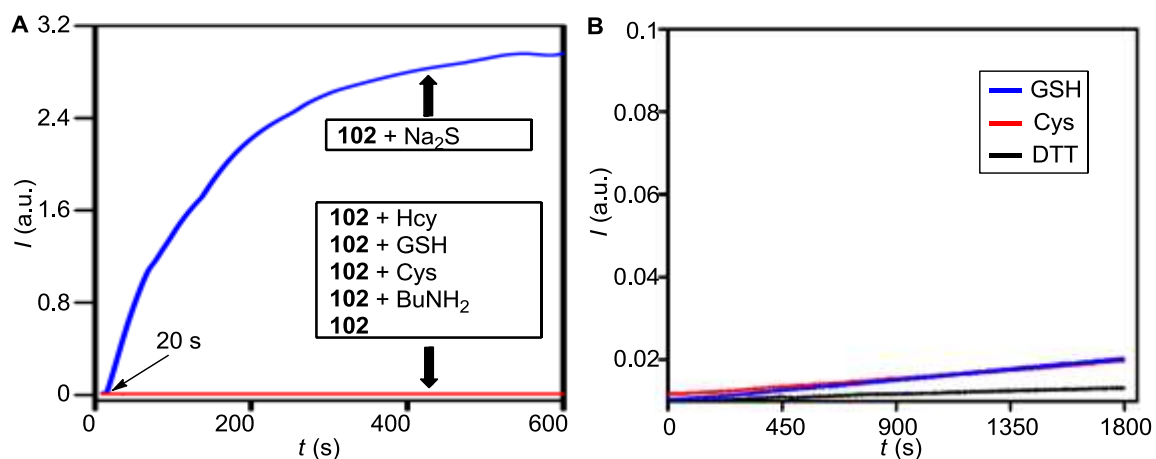 A
3.2
2.4
1.6
0.8
0
I (a.u.)
102 + Na₂S
102 + Hcy
102 + GSH
102 + Cys
102 + BuNH₂
102
20 s
0
200
400
600
t (s)
B
0.1
0.08
0.06
0.04
0.02
I (a.u.)
GSH
Cys
DTT
0
450
900
1350
1800
t (s)